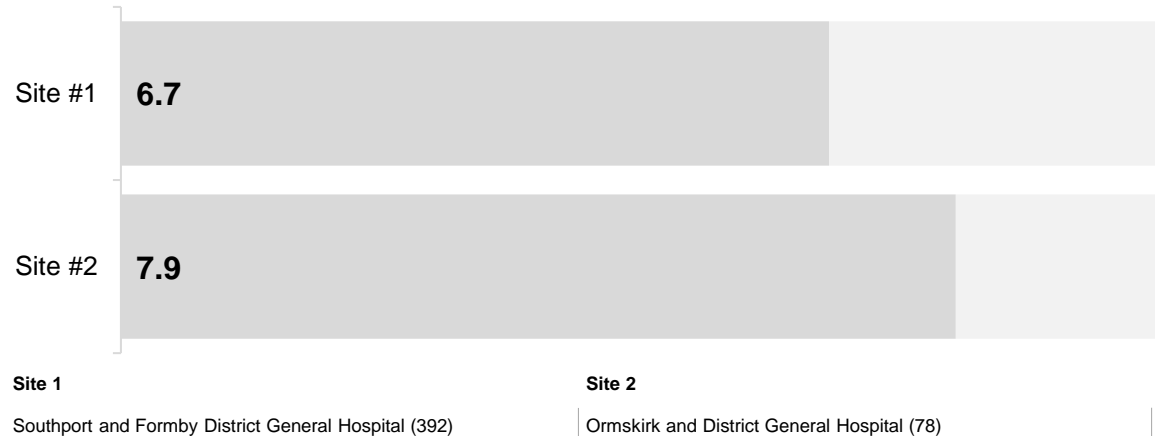 Site #1 6.7
Site #2 7.9
Site 1 Site 2
Southport and Formby District General Hospital (392) Ormskirk and District General Hospital (78)